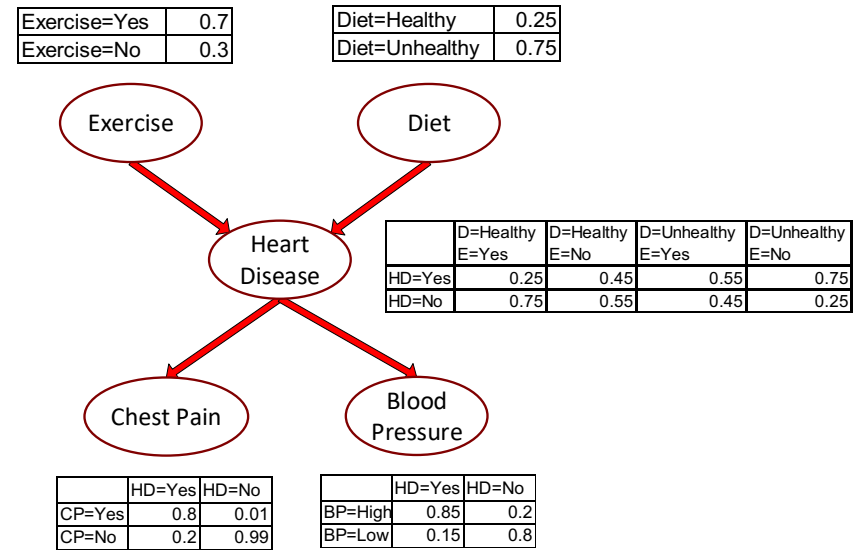 Exercise=Yes 0.7
Exercise=No 0.3
Diet=Healthy 0.25
Diet=Unhealthy 0.75
Exercise
Diet
Heart
Disease
D=Healthy D=Healthy D=Unhealthy D=Unhealthy
E=Yes E=No E=Yes E=No
HD=Yes 0.25 0.45 0.55 0.75
HD=No 0.75 0.55 0.45 0.25
Chest Pain
Blood
Pressure
HD=Yes HD=No
CP=Yes 0.8 0.01
CP=No 0.2 0.99
HD=Yes HD=No
BP=High 0.85 0.2
BP=Low 0.15 0.8